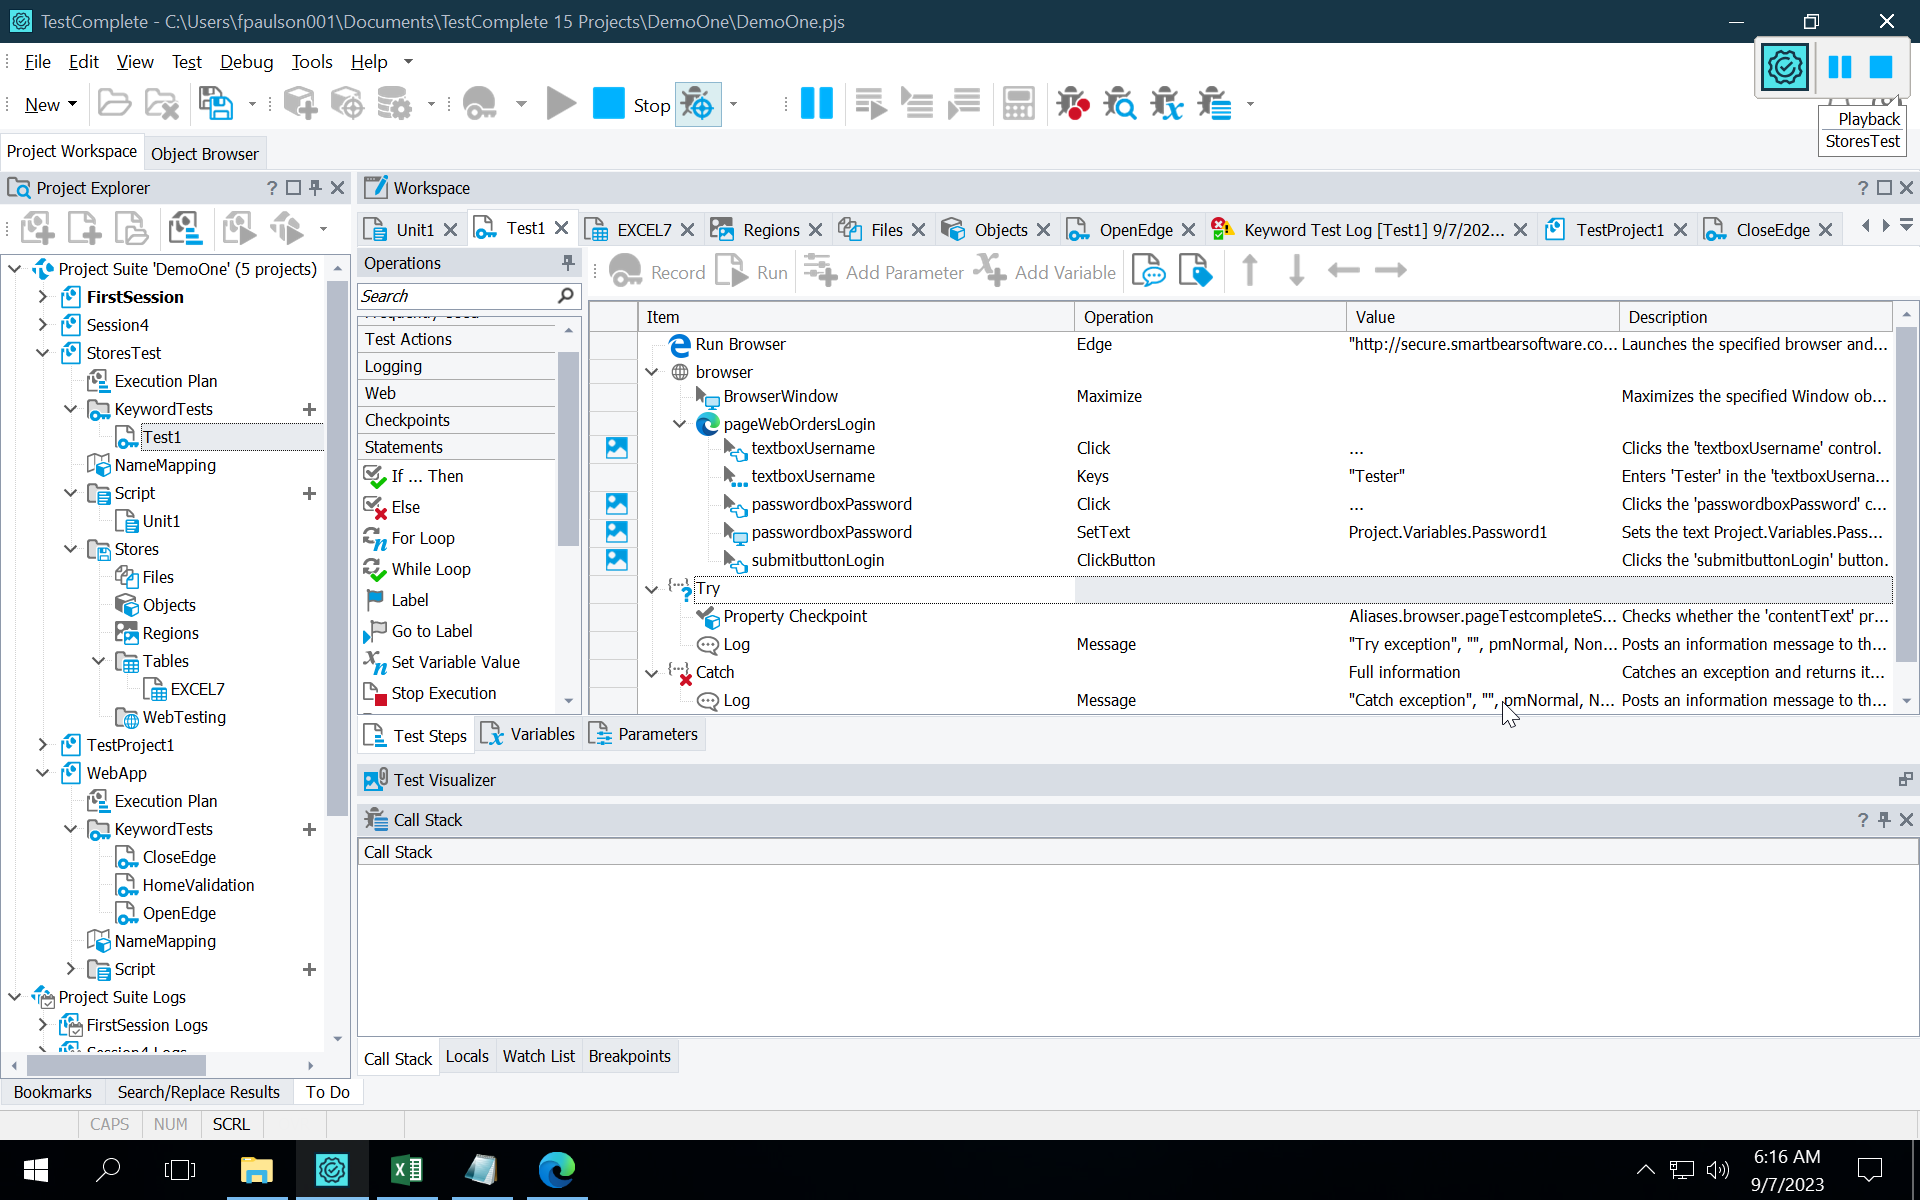 TestComplete - C:\Users\fpaulson001\Documents\TestComplete 15 Projects\DemoOne\DemoOne.pjs
File Edit View Test Debug Tools Help
New Stop
Playback
StoresTest
Project Workspace Object Browser
Project Explorer
Workspace
Unit1 Test1 EXCEL7 Regions Files Objects OpenEdge Keyword Test Log [Test1] 9/7/202... TestProject1 CloseEdge
Project Suite 'DemoOne' (5 projects)
FirstSession
Session4
StoresTest
Execution Plan
KeywordTests
Test1
NameMapping
Script
Unit1
Stores
Files
Objects
Regions
Tables
EXCEL7
WebTesting
TestProject1
WebApp
Execution Plan
KeywordTests
CloseEdge
HomeValidation
OpenEdge
NameMapping
Script
Project Suite Logs
FirstSession Logs
Session4 Logs
Bookmarks Search/Replace Results To Do
Operations
Search
Frequently Used
Test Actions
Logging
Web
Checkpoints
Statements
If ... Then
Else
For Loop
While Loop
Label
Go to Label
Set Variable Value
Stop Execution
Record Run Add Parameter Add Variable
Item Operation Value Description
Run Browser Edge "http://secure.smartbearsoftware.co... Launches the specified browser and...
browser
BrowserWindow Maximize Maximizes the specified Window ob...
pageWebOrdersLogin
textboxUsername Click ... Clicks the 'textboxUsername' control.
textboxUsername Keys "Tester" Enters 'Tester' in the 'textboxUserna...
passwordboxPassword Click ... Clicks the 'passwordboxPassword' c...
passwordboxPassword SetText Project.Variables.Password1 Sets the text Project.Variables.Pass...
submitbuttonLogin ClickButton Clicks the 'submitbuttonLogin' button.
Try
Property Checkpoint Aliases.browser.pageTestcompleteS... Checks whether the 'contentText' pr...
Log Message "Try exception", "", pmNormal, Non... Posts an information message to th...
Catch Full information Catches an exception and returns it...
Log Message "Catch exception", "", pmNormal, N... Posts an information message to th...
Test Steps Variables Parameters
Test Visualizer
Call Stack
Call Stack
Call Stack Locals Watch List Breakpoints
CAPS NUM SCRL
6:16 AM
9/7/2023